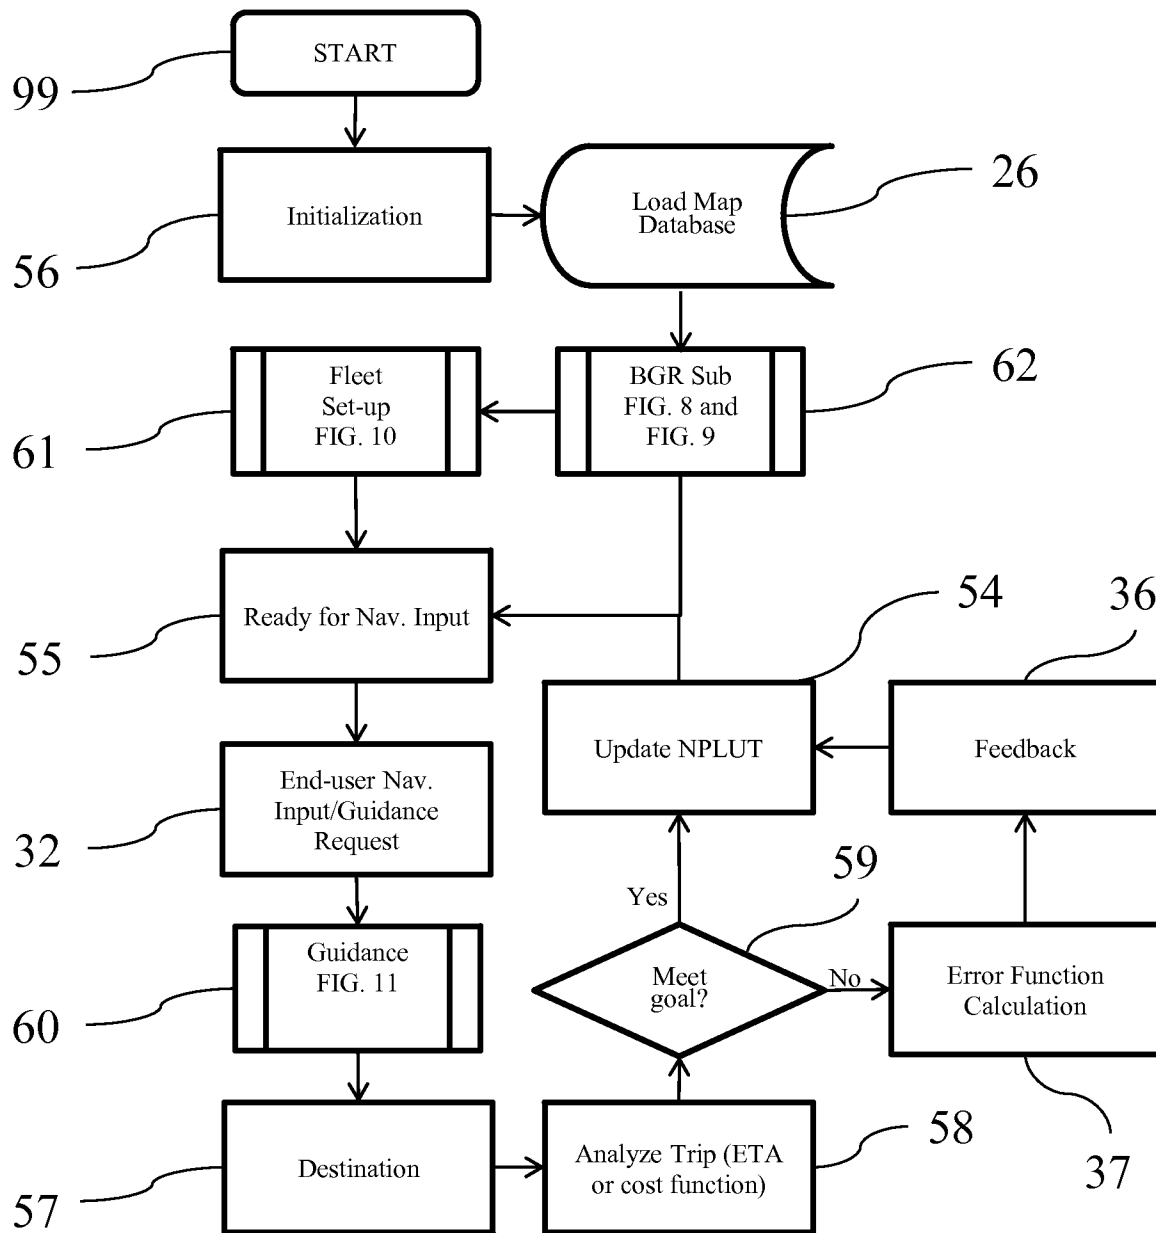 START
99
Initialization
56
Load Map
Database
26
Fleet
Set-up
FIG. 10
61
BGR Sub
FIG. 8 and
FIG. 9
62
Ready for Nav. Input
55
54
36
Update NPLUT
Feedback
End-user Nav.
Input/Guidance
Request
32
Yes
59
Guidance
FIG. 11
60
Meet
goal?
No
Error Function
Calculation
37
Destination
57
Analyze Trip (ETA
or cost function)
58